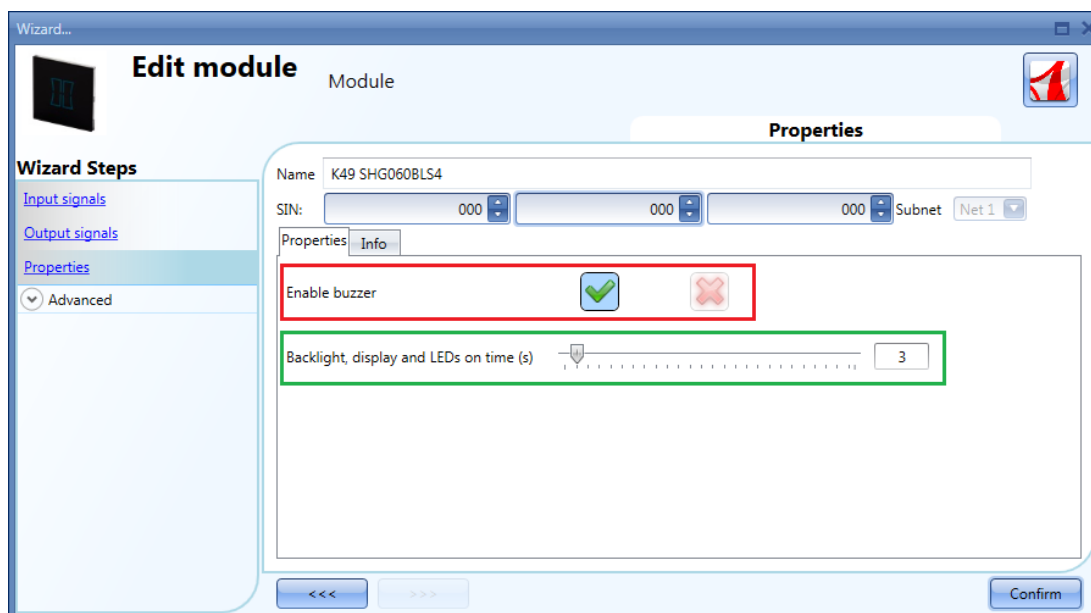 Wizard...
Edit module
Module
Properties
Wizard Steps
Input signals
Output signals
Properties
Advanced
Name K49 SHG060BLS4
SIN: 000 000 000 Subnet Net 1
Properties Info
Enable buzzer
Backlight, display and LEDs on time (s) 3
<<< >>> Confirm